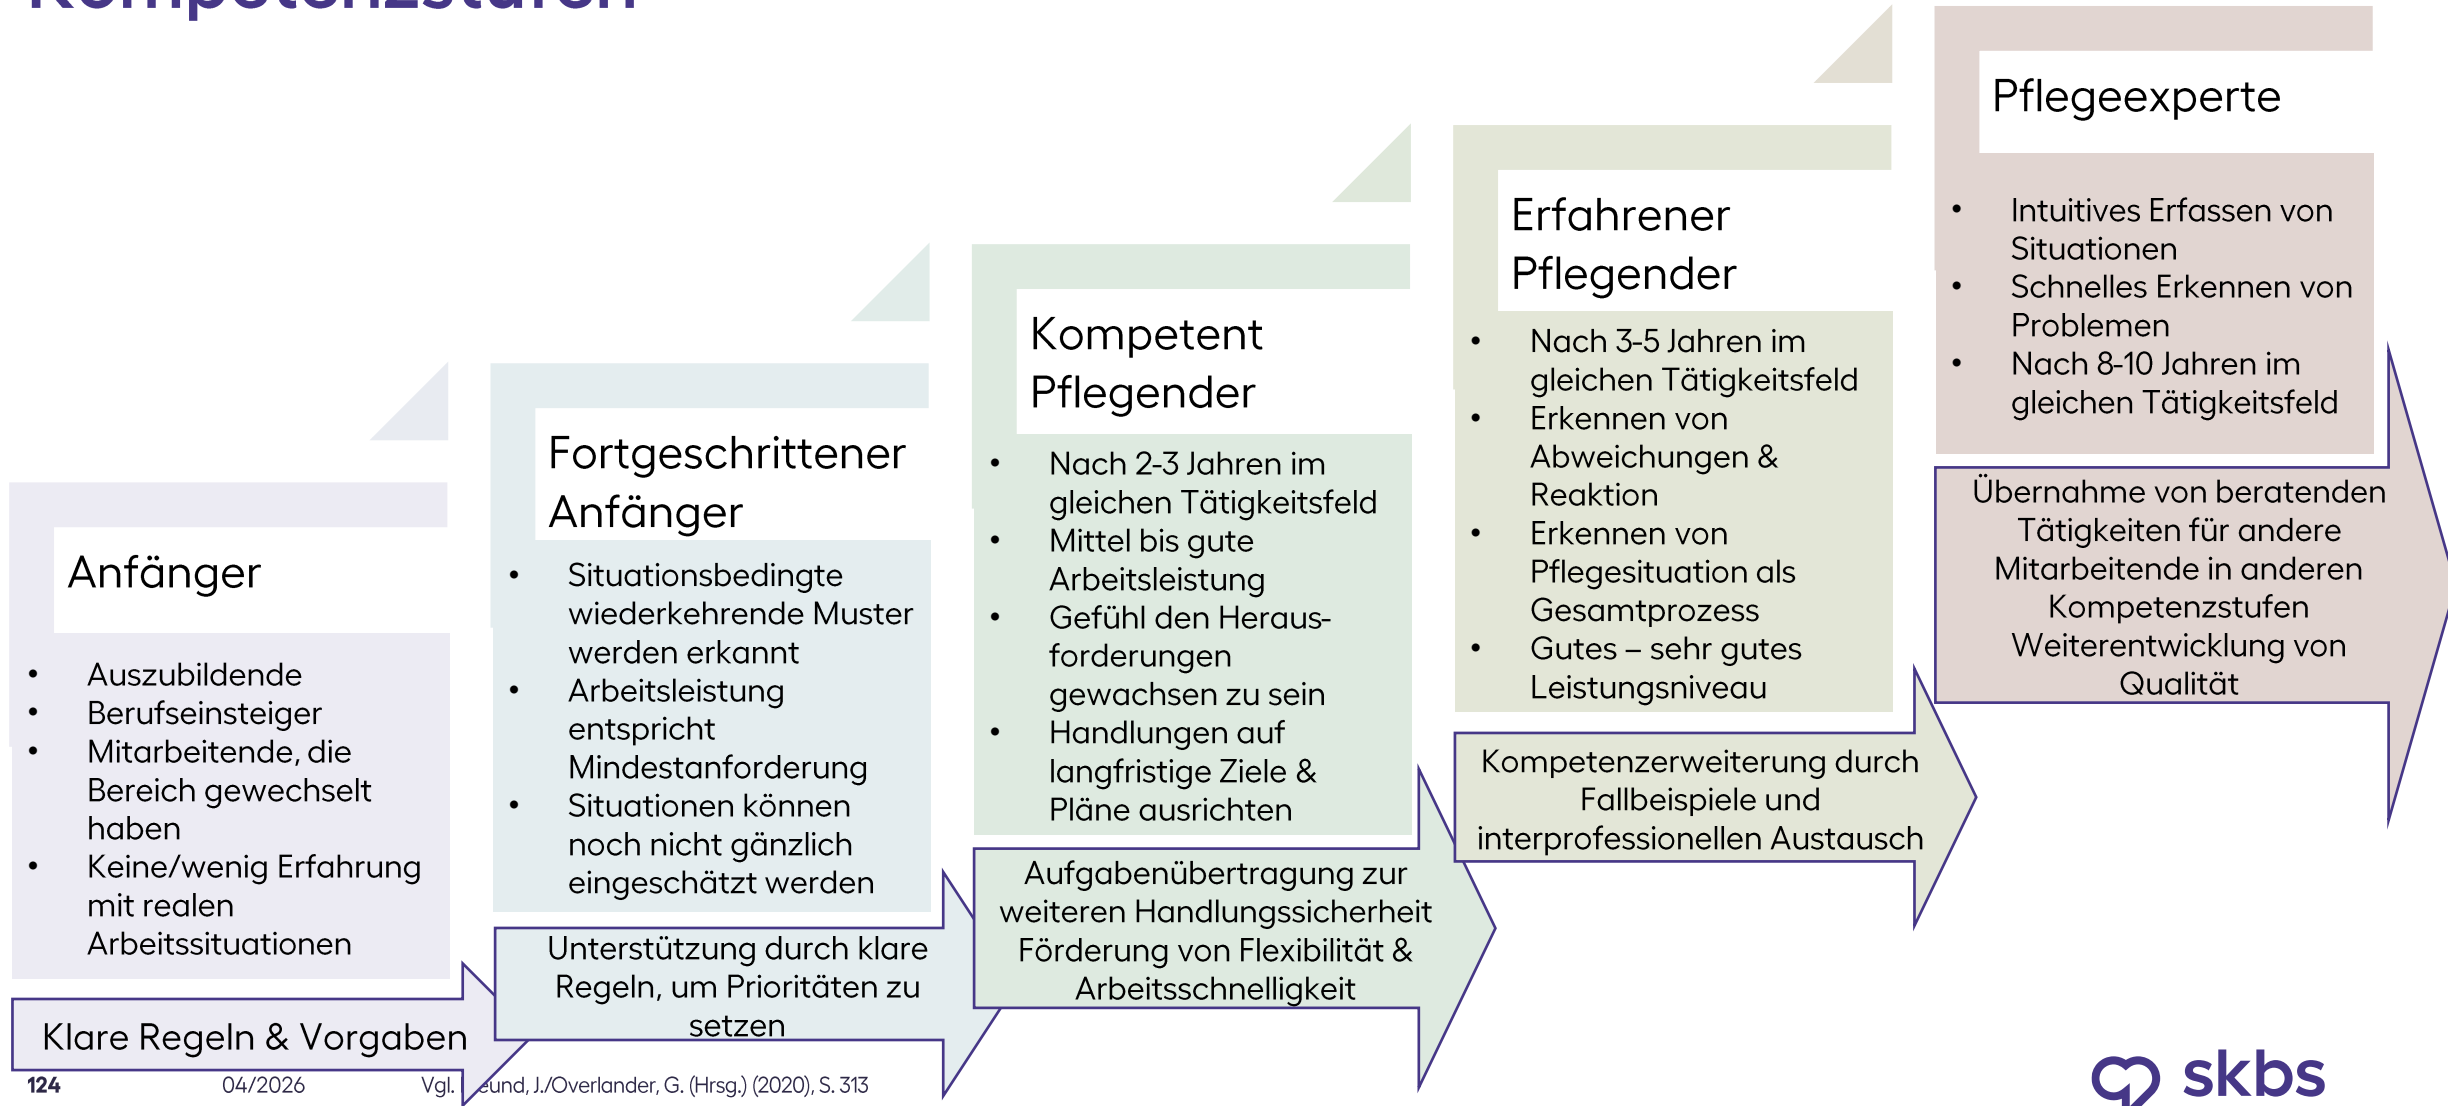 Kompetenzstufen
Anfänger
• Auszubildende
• Berufseinsteiger
• Mitarbeitende, die
Bereich gewechselt
haben
• Keine/wenig Erfahrung
mit realen
Arbeitssituationen
Klare Regeln & Vorgaben
Fortgeschrittener
Anfänger
• Situationsbedingte
wiederkehrende Muster
werden erkannt
• Arbeitsleistung
entspricht
Mindestanforderung
• Situationen können
noch nicht gänzlich
eingeschätzt werden
Unterstützung durch klare
Regeln, um Prioritäten zu
setzen
Kompetent
Pflegender
• Nach 2-3 Jahren im
gleichen Tätigkeitsfeld
• Mittel bis gute
Arbeitsleistung
• Gefühl den Heraus-
forderungen
gewachsen zu sein
• Handlungen auf
langfristige Ziele &
Pläne ausrichten
Aufgabenübertragung zur
weiteren Handlungssicherheit
Förderung von Flexibilität &
Arbeitsschnelligkeit
Erfahrener
Pflegender
• Nach 3-5 Jahren im
gleichen Tätigkeitsfeld
• Erkennen von
Abweichungen &
Reaktion
• Erkennen von
Pflegesituation als
Gesamtprozess
• Gutes – sehr gutes
Leistungsniveau
Kompetenzerweiterung durch
Fallbeispiele und
interprofessionellen Austausch
Pflegeexperte
• Intuitives Erfassen von
Situationen
• Schnelles Erkennen von
Problemen
• Nach 8-10 Jahren im
gleichen Tätigkeitsfeld
Übernahme von beratenden
Tätigkeiten für andere
Mitarbeitende in anderen
Kompetenzstufen
Weiterentwicklung von
Qualität
124 04/2026 Vgl. J./Overlander, G. (Hrsg.) (2020), S. 313
skbs